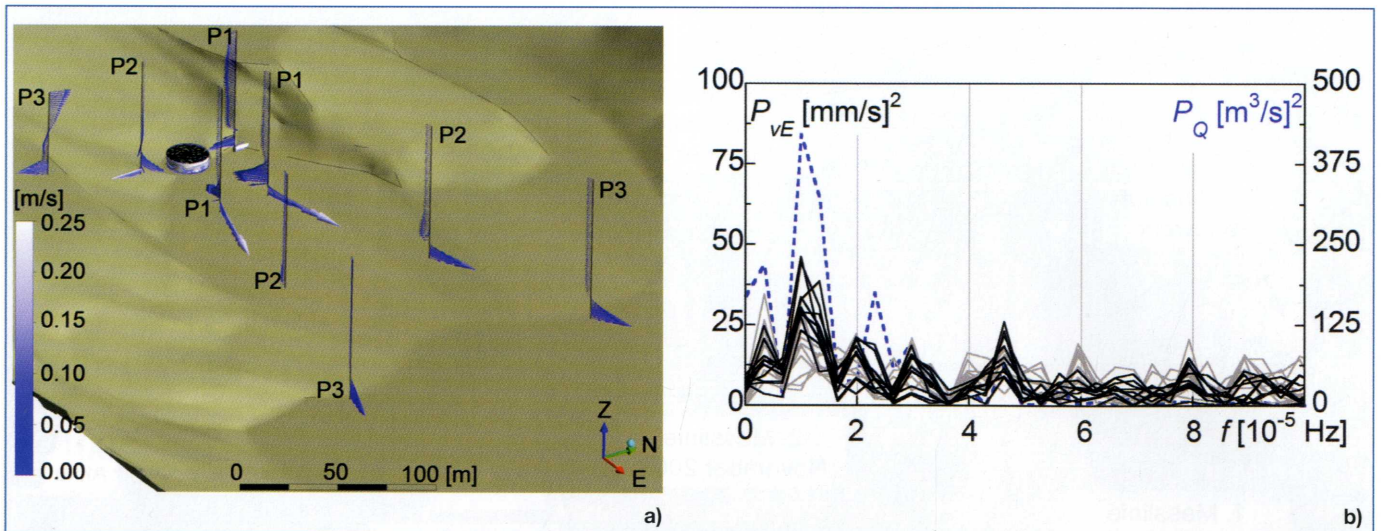 P1
P2
P1
P3
P2
P3
P1
P2
P3
[m/s]
0.25
0.20
0.15
0.10
0.05
0.00
0 50 100 [m]
Z
N
E
a)
100
75
50
25
0
P_vE [mm/s]²
P_Q [m³/s]²
500
375
250
125
0
0 2 4 6 8
f [10⁻⁵ Hz]
b)